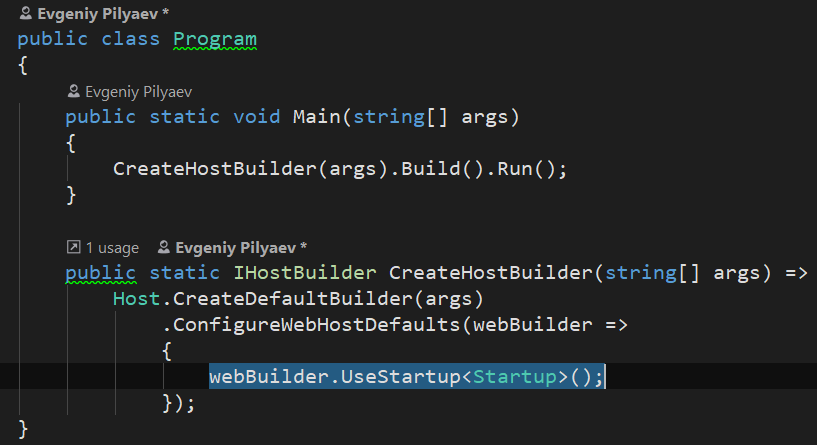 Evgeniy Pilyaev *
public class Program
{
Evgeniy Pilyaev
public static void Main(string[] args)
{
CreateHostBuilder(args).Build().Run();
}
1 usage Evgeniy Pilyaev *
public static IHostBuilder CreateHostBuilder(string[] args) =>
Host.CreateDefaultBuilder(args)
.ConfigureWebHostDefaults(webBuilder =>
{
webBuilder.UseStartup<Startup>();
});
}